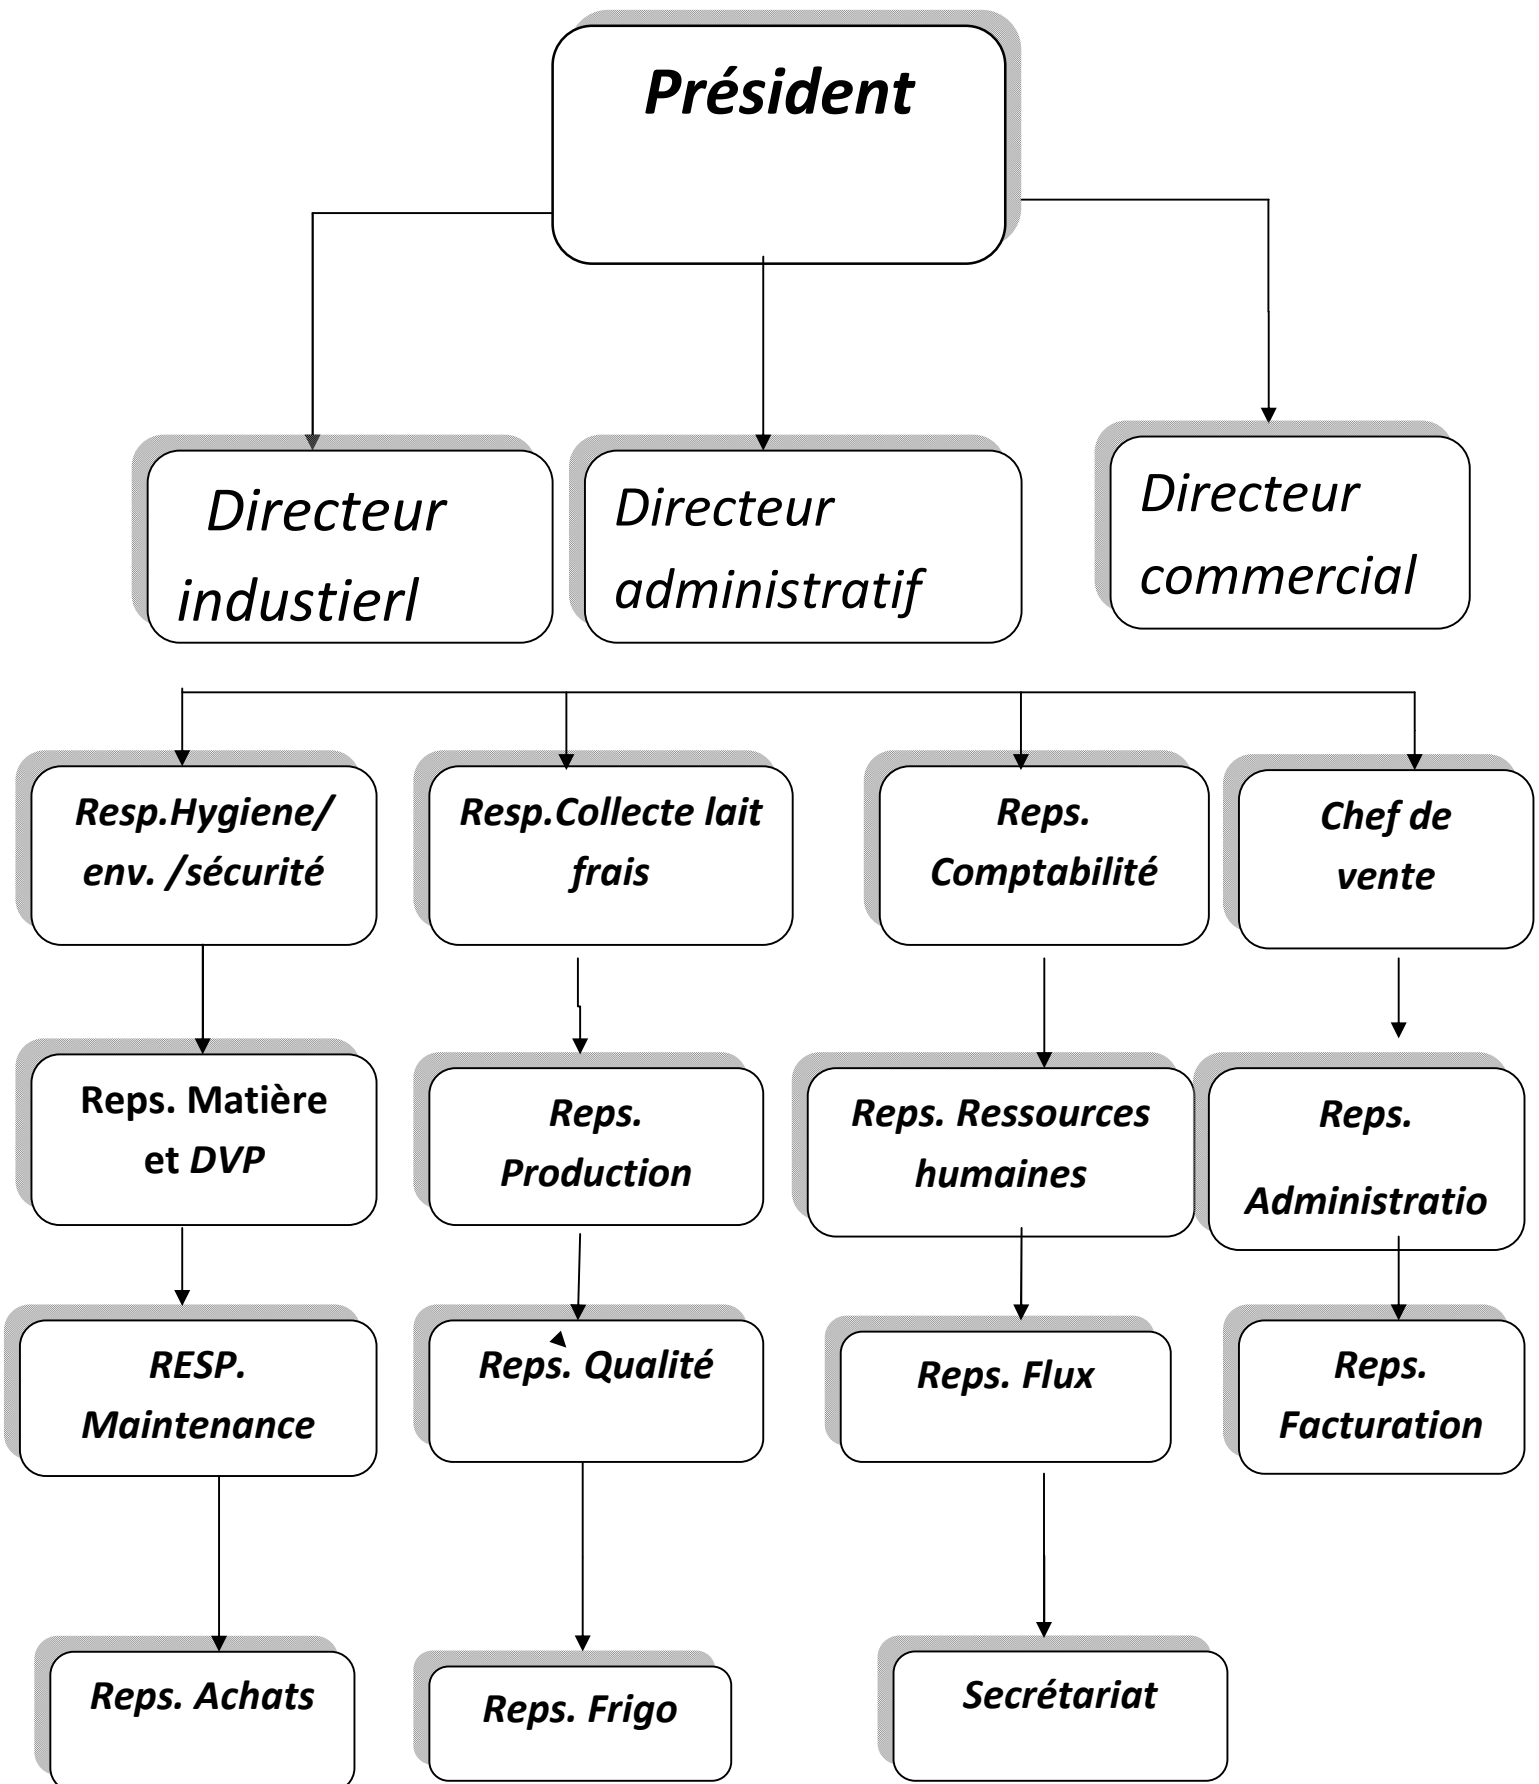 Président
Directeur
industierl
Directeur
administratif
Directeur
commercial
Resp.Hygiene/
env. /sécurité
Resp.Collecte lait
frais
Reps.
Comptabilité
Chef de
vente
Reps. Matière
et DVP
Reps.
Production
Reps. Ressources
humaines
Reps.
Administratio
RESP.
Maintenance
Reps. Qualité
Reps. Flux
Reps.
Facturation
Reps. Achats
Reps. Frigo
Secrétariat